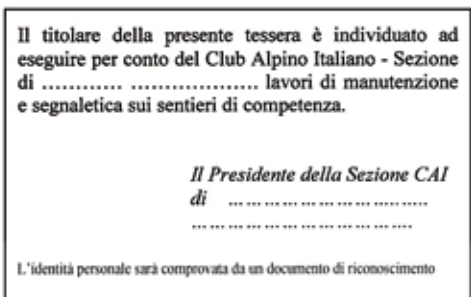 Il titolare della presente tessera è individuato ad
eseguire per conto del Club Alpino Italiano - Sezione
di ............ ................... lavori di manutenzione
e segnaletica sui sentieri di competenza.
Il Presidente della Sezione CAI
di ... ... ... ... ... ... ... ... ...... ......
... ... ... ... ... ... ... ... ... ... ... ....
L'identità personale sarà comprovata da un documento di riconoscimento